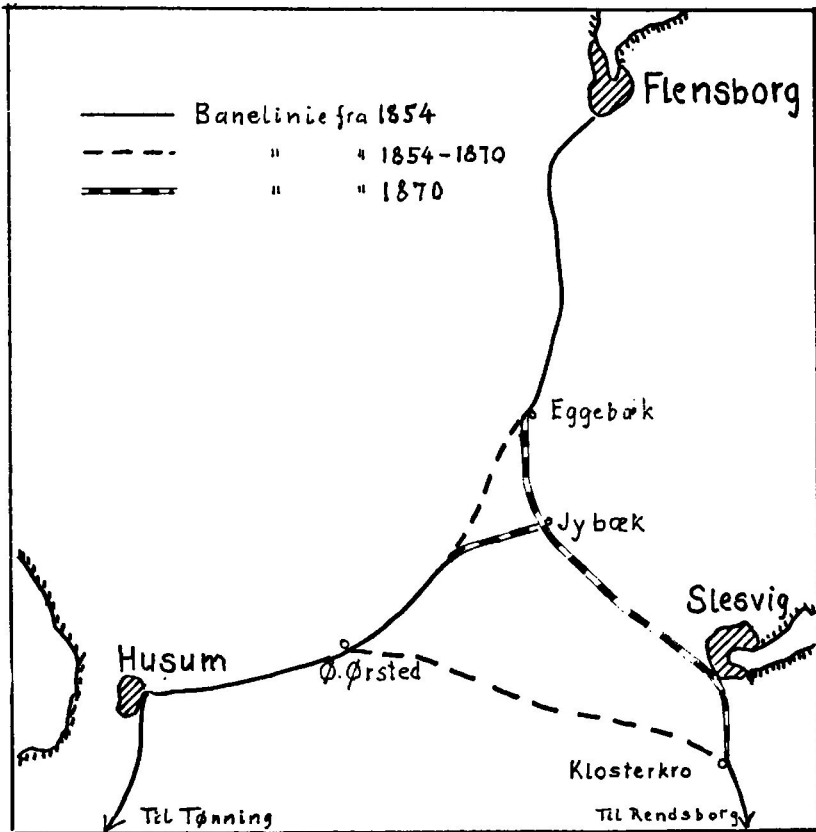 Flensborg
Banelinie fra 1854
" " 1854-1870
" " 1870
Eggebæk
Jybæk
Slesvig
Husum
Ø. Ørsted
Klosterkro
Til Tønning
Til Rendsborg